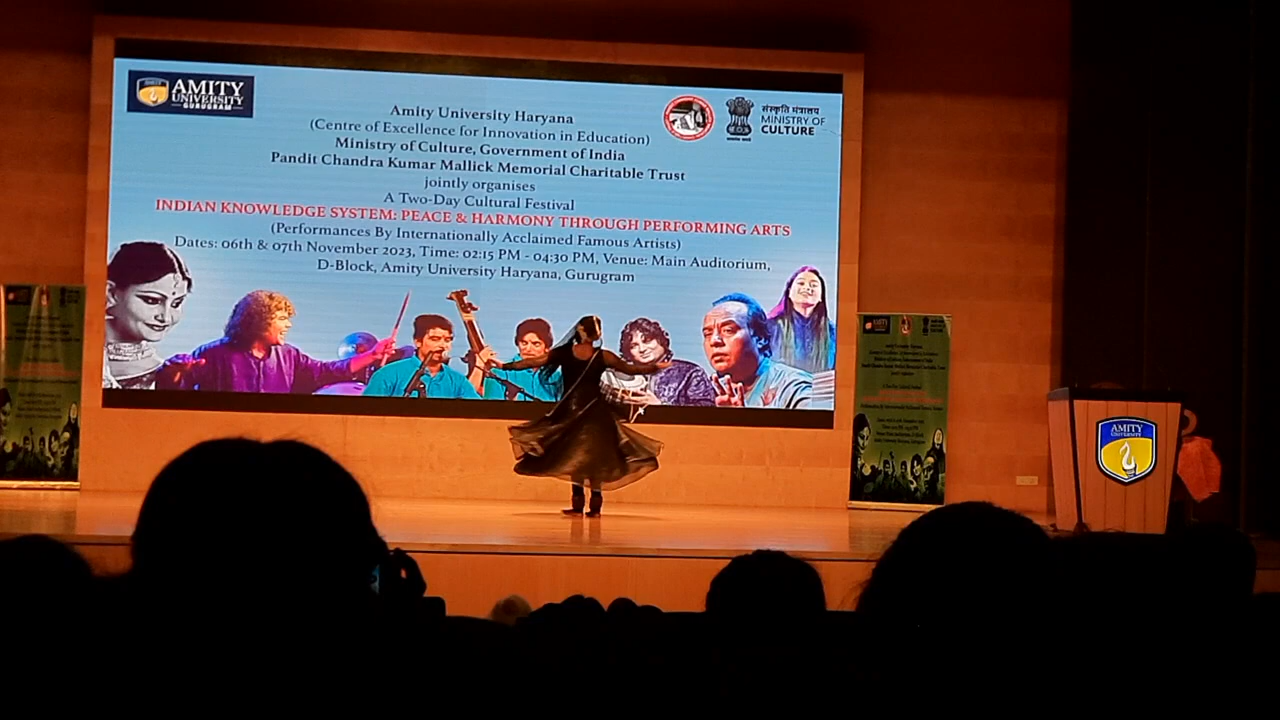 AMITY
UNIVERSITY
GURUGRAM
संस्कृति मंत्रालय
MINISTRY OF
CULTURE
Amity University Haryana
(Centre of Excellence for Innovation in Education)
Ministry of Culture, Government of India
Pandit Chandra Kumar Mallick Memorial Charitable Trust
jointly organises
A Two-Day Cultural Festival
INDIAN KNOWLEDGE SYSTEM: PEACE & HARMONY THROUGH PERFORMING ARTS
(Performances By Internationally Acclaimed Famous Artists)
Dates: 06th & 07th November 2023, Time: 02:15 PM - 04:30 PM, Venue: Main Auditorium,
D-Block, Amity University Haryana, Gurugram
AMITY
UNIVERSITY